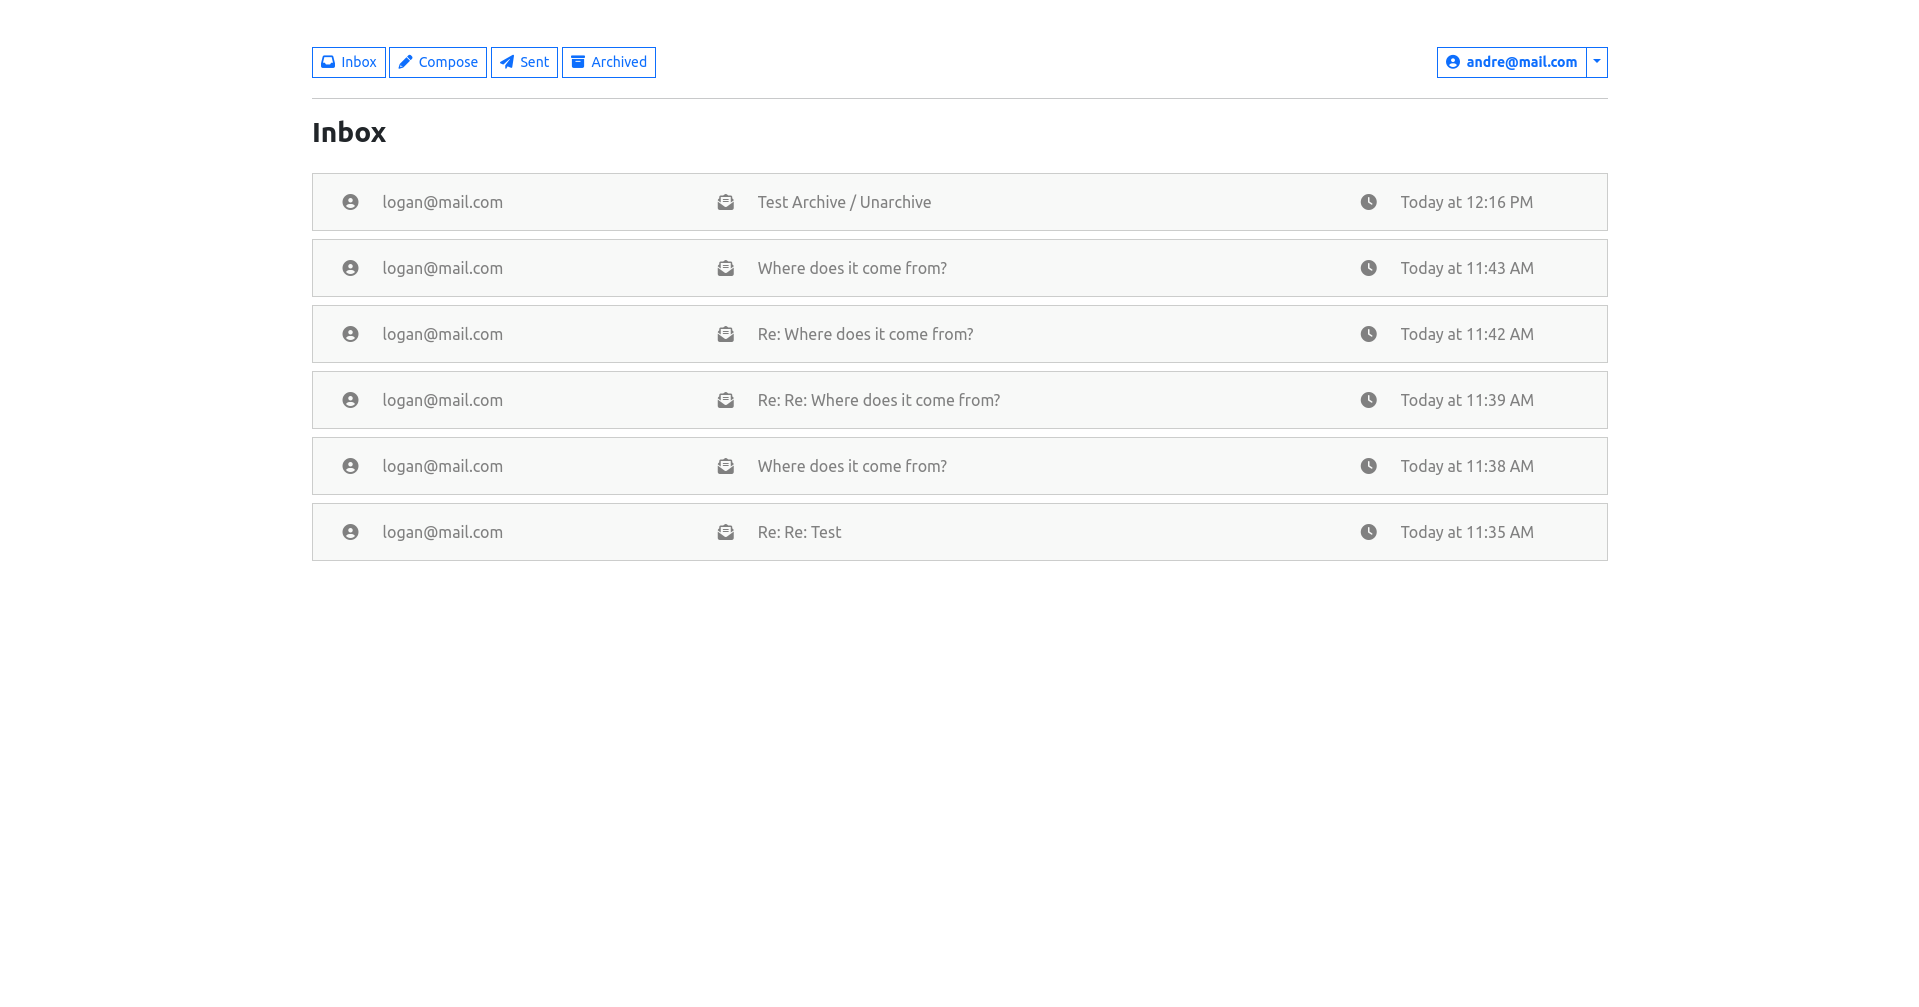 Inbox Compose Sent Archived andre@mail.com
Inbox
logan@mail.com Test Archive / Unarchive Today at 12:16 PM
logan@mail.com Where does it come from? Today at 11:43 AM
logan@mail.com Re: Where does it come from? Today at 11:42 AM
logan@mail.com Re: Re: Where does it come from? Today at 11:39 AM
logan@mail.com Where does it come from? Today at 11:38 AM
logan@mail.com Re: Re: Test Today at 11:35 AM